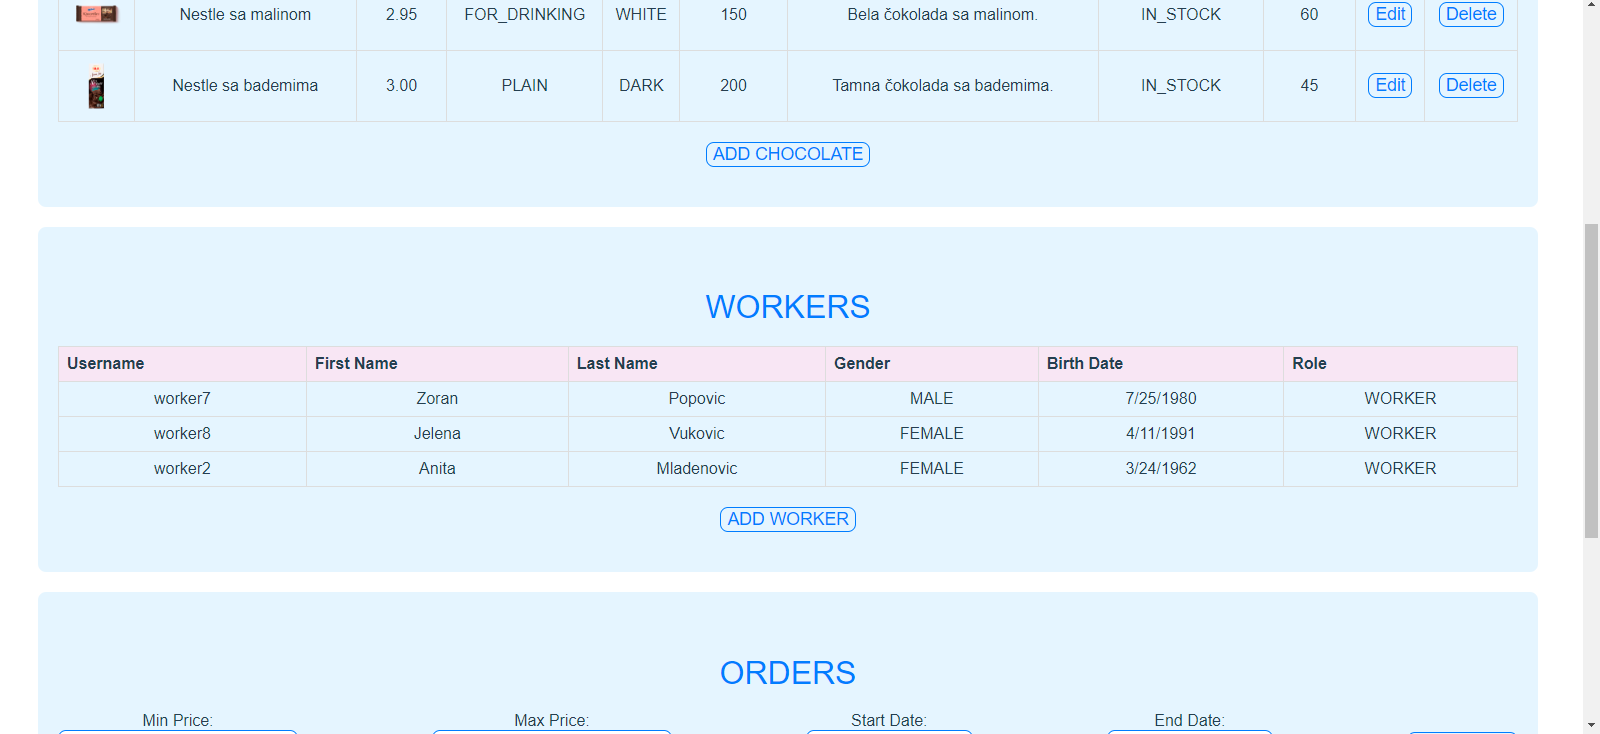 Nestle sa malinom 2.95 FOR_DRINKING WHITE 150 Bela čokolada sa malinom. IN_STOCK 60 Edit Delete
Nestle sa bademima 3.00 PLAIN DARK 200 Tamna čokolada sa bademima. IN_STOCK 45 Edit Delete
ADD CHOCOLATE
WORKERS
Username First Name Last Name Gender Birth Date Role
worker7 Zoran Popovic MALE 7/25/1980 WORKER
worker8 Jelena Vukovic FEMALE 4/11/1991 WORKER
worker2 Anita Mladenovic FEMALE 3/24/1962 WORKER
ADD WORKER
ORDERS
Min Price: Max Price: Start Date: End Date: